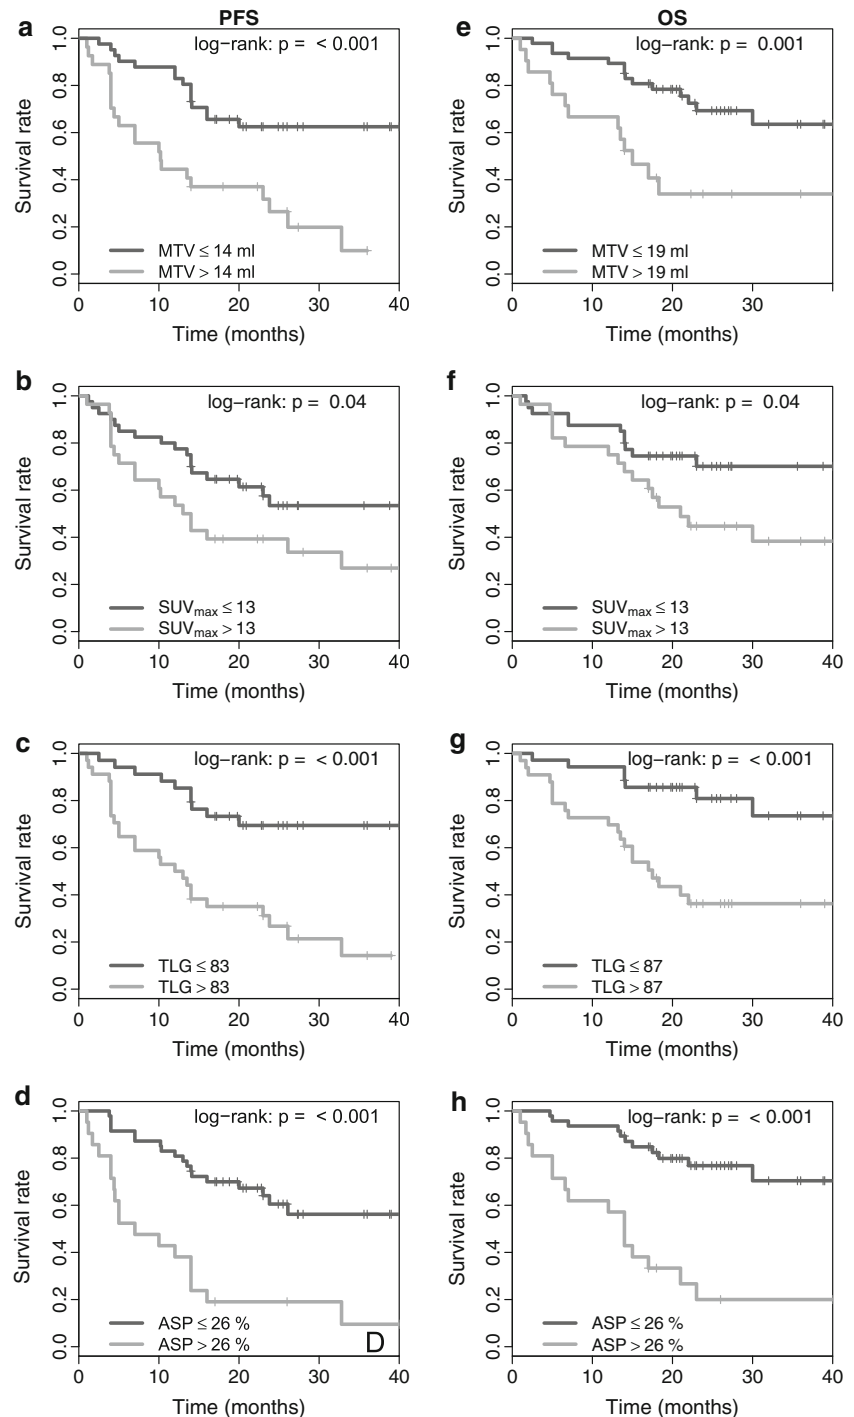 PFS OS
a
log-rank: p = < 0.001
Survival rate
1.0
0.8
0.6
0.4
0.2
0.0
MTV ≤ 14 ml
MTV > 14 ml
0 10 20 30 40
Time (months)
e
log-rank: p = 0.001
Survival rate
1.0
0.8
0.6
0.4
0.2
0.0
MTV ≤ 19 ml
MTV > 19 ml
0 10 20 30 40
Time (months)
b
log-rank: p = 0.04
Survival rate
1.0
0.8
0.6
0.4
0.2
0.0
SUVmax ≤ 13
SUVmax > 13
0 10 20 30 40
Time (months)
f
log-rank: p = 0.04
Survival rate
1.0
0.8
0.6
0.4
0.2
0.0
SUVmax ≤ 13
SUVmax > 13
0 10 20 30 40
Time (months)
c
log-rank: p = < 0.001
Survival rate
1.0
0.8
0.6
0.4
0.2
0.0
TLG ≤ 83
TLG > 83
0 10 20 30 40
Time (months)
g
log-rank: p = < 0.001
Survival rate
1.0
0.8
0.6
0.4
0.2
0.0
TLG ≤ 87
TLG > 87
0 10 20 30 40
Time (months)
d
log-rank: p = < 0.001
Survival rate
1.0
0.8
0.6
0.4
0.2
0.0
ASP ≤ 26 %
ASP > 26 %
D
0 10 20 30 40
Time (months)
h
log-rank: p = < 0.001
Survival rate
1.0
0.8
0.6
0.4
0.2
0.0
ASP ≤ 26 %
ASP > 26 %
0 10 20 30 40
Time (months)